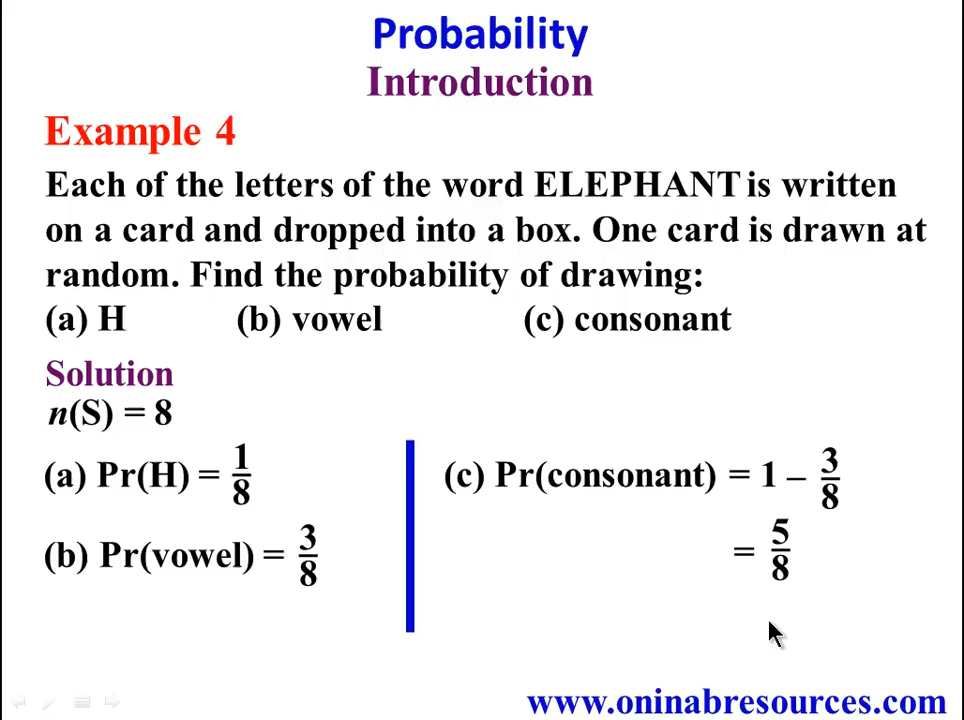 Probability
Introduction
Example 4
Each of the letters of the word ELEPHANT is written
on a card and dropped into a box. One card is drawn at
random. Find the probability of drawing:
(a) H (b) vowel (c) consonant
Solution
n(S) = 8
(a) Pr(H) = 1/8
(b) Pr(vowel) = 3/8
(c) Pr(consonant) = 1 – 3/8
= 5/8
www.oninabresources.com